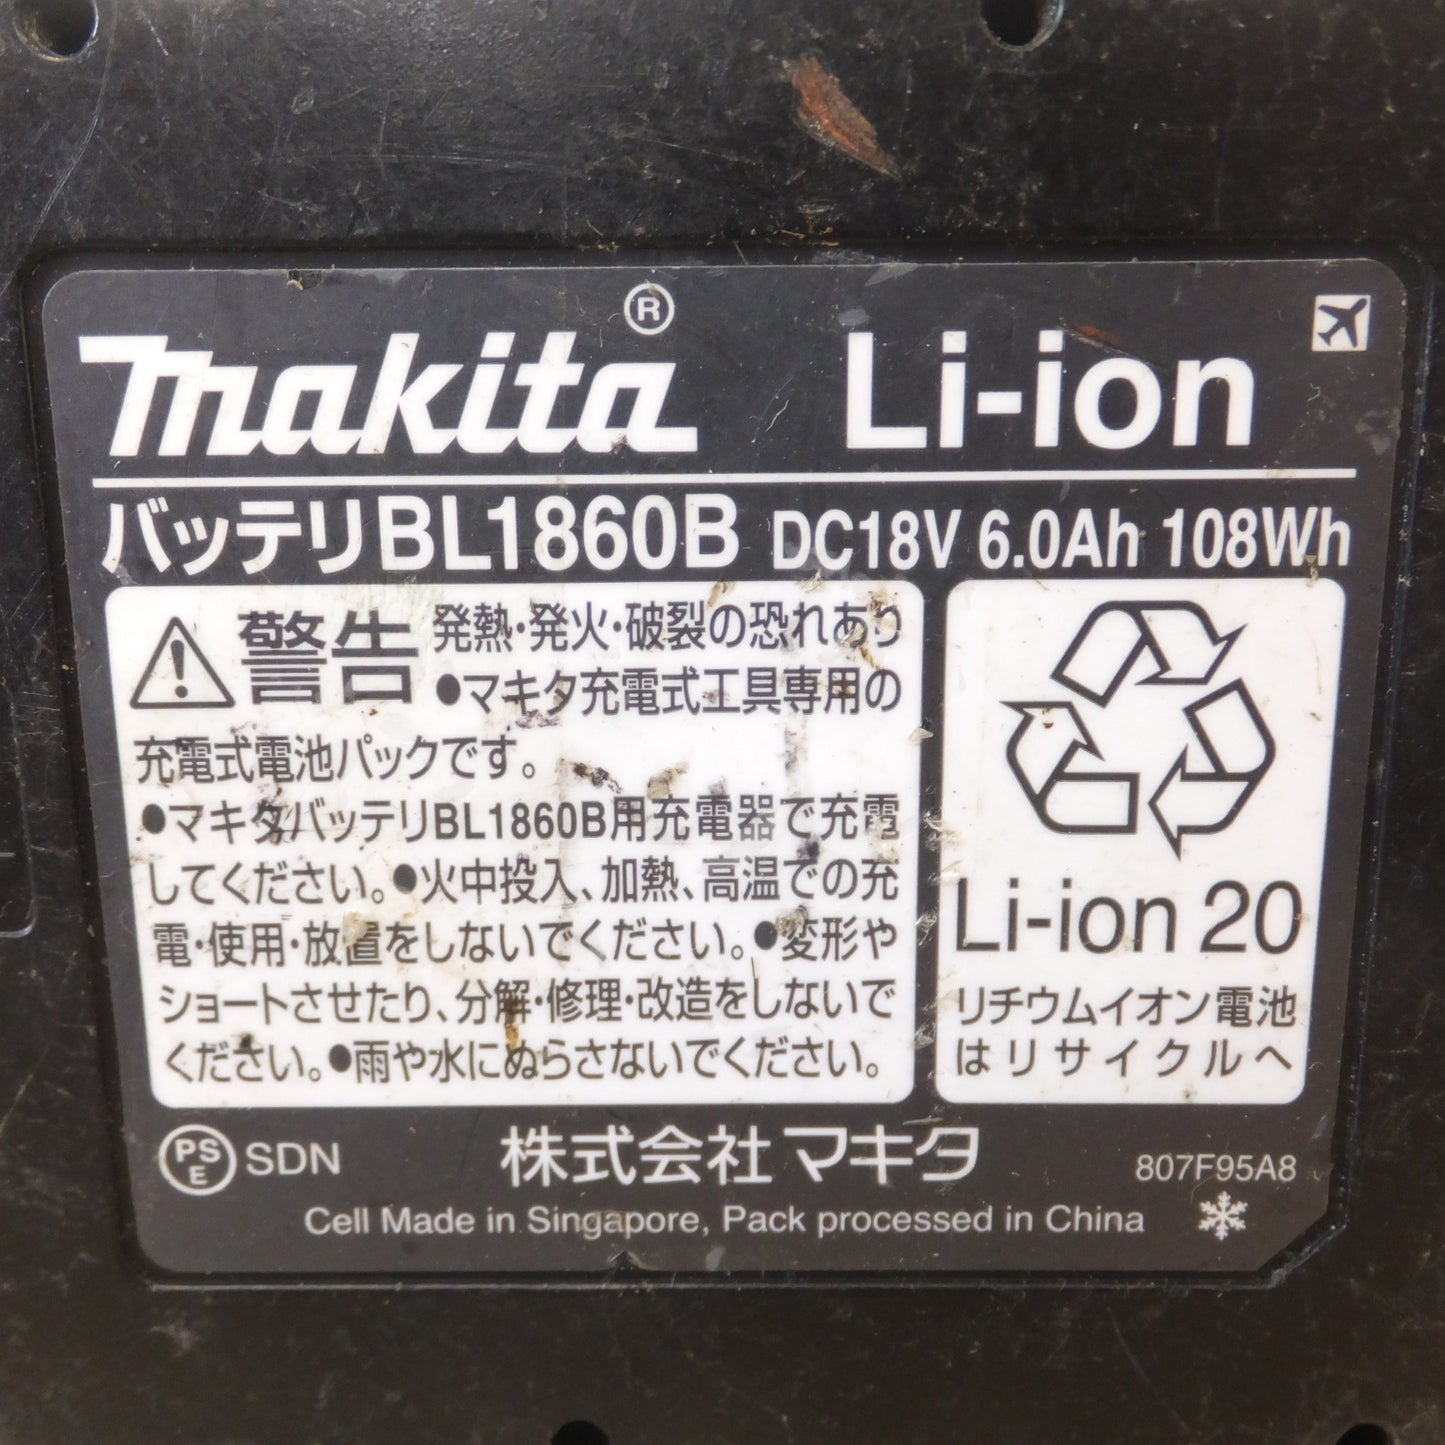 makita® Li-ion
バッテリBL1860B DC18V 6.0Ah 108Wh
警告 発熱・発火・破裂の恐れあり
●マキタ充電式工具専用の
充電式電池パックです。
●マキタバッテリBL1860B用充電器で充電
してください。●火中投入、加熱、高温での充
電・使用・放置をしないでください。●変形や
ショートさせたり、分解・修理・改造をしないで
ください。●雨や水にぬらさないでください。
Li-ion 20
リチウムイオン電池
はリサイクルへ
PS
E
SDN 株式会社マキタ 807F95A8
Cell Made in Singapore, Pack processed in China